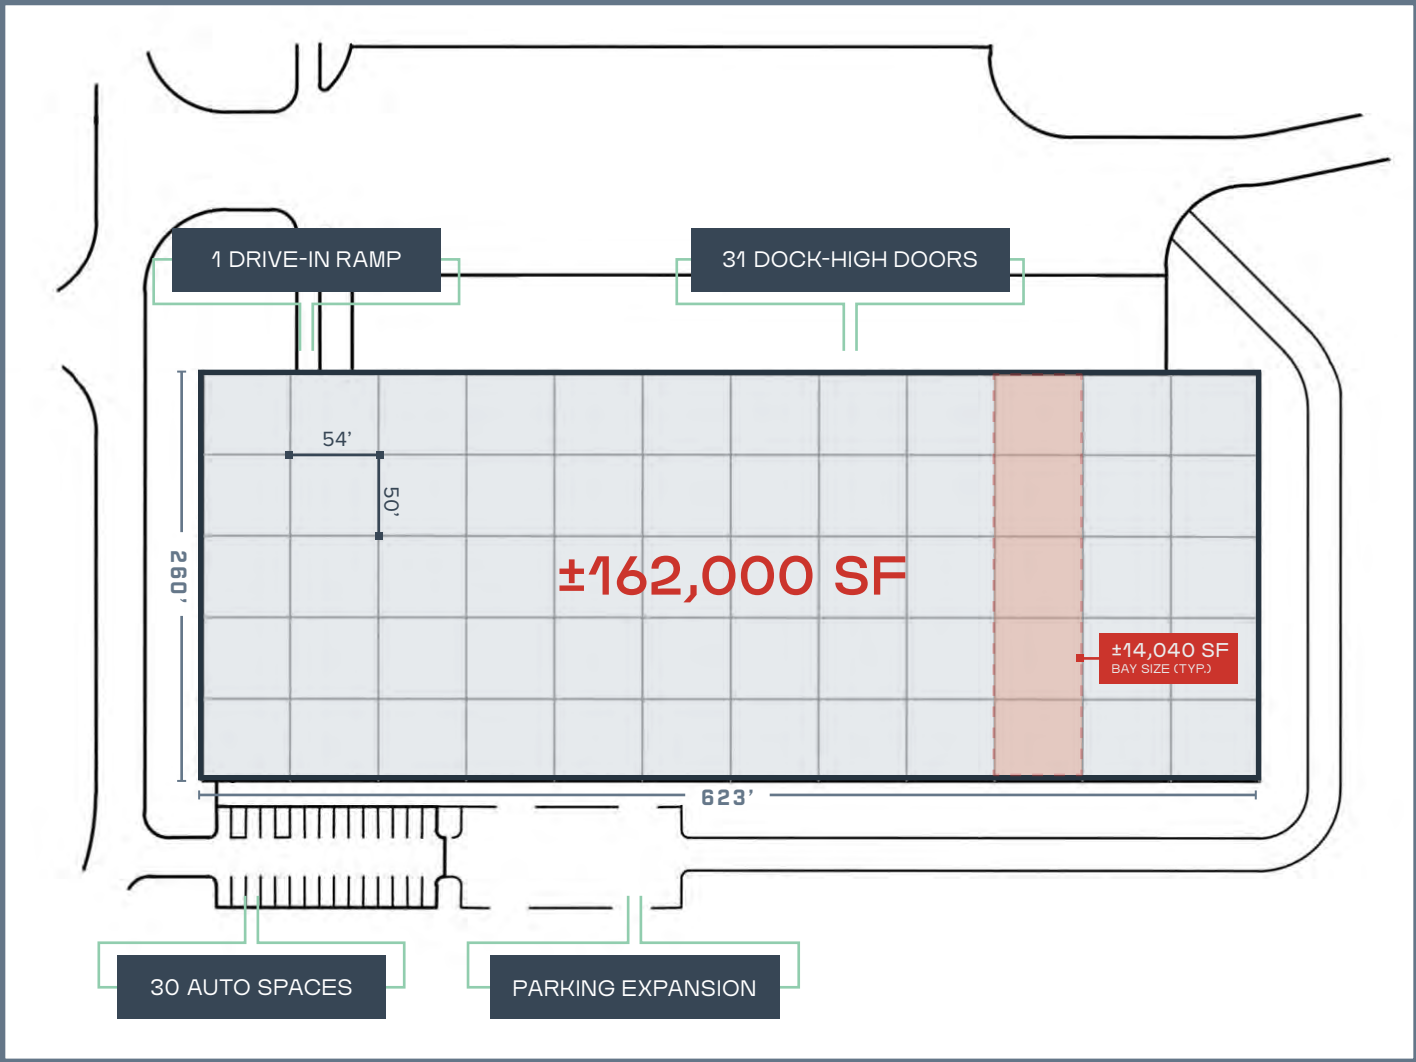 1 DRIVE-IN RAMP
31 DOCK-HIGH DOORS
54’
50’
260’
±162,000 SF
±14,040 SF
BAY SIZE (TYP.)
623’
30 AUTO SPACES
PARKING EXPANSION